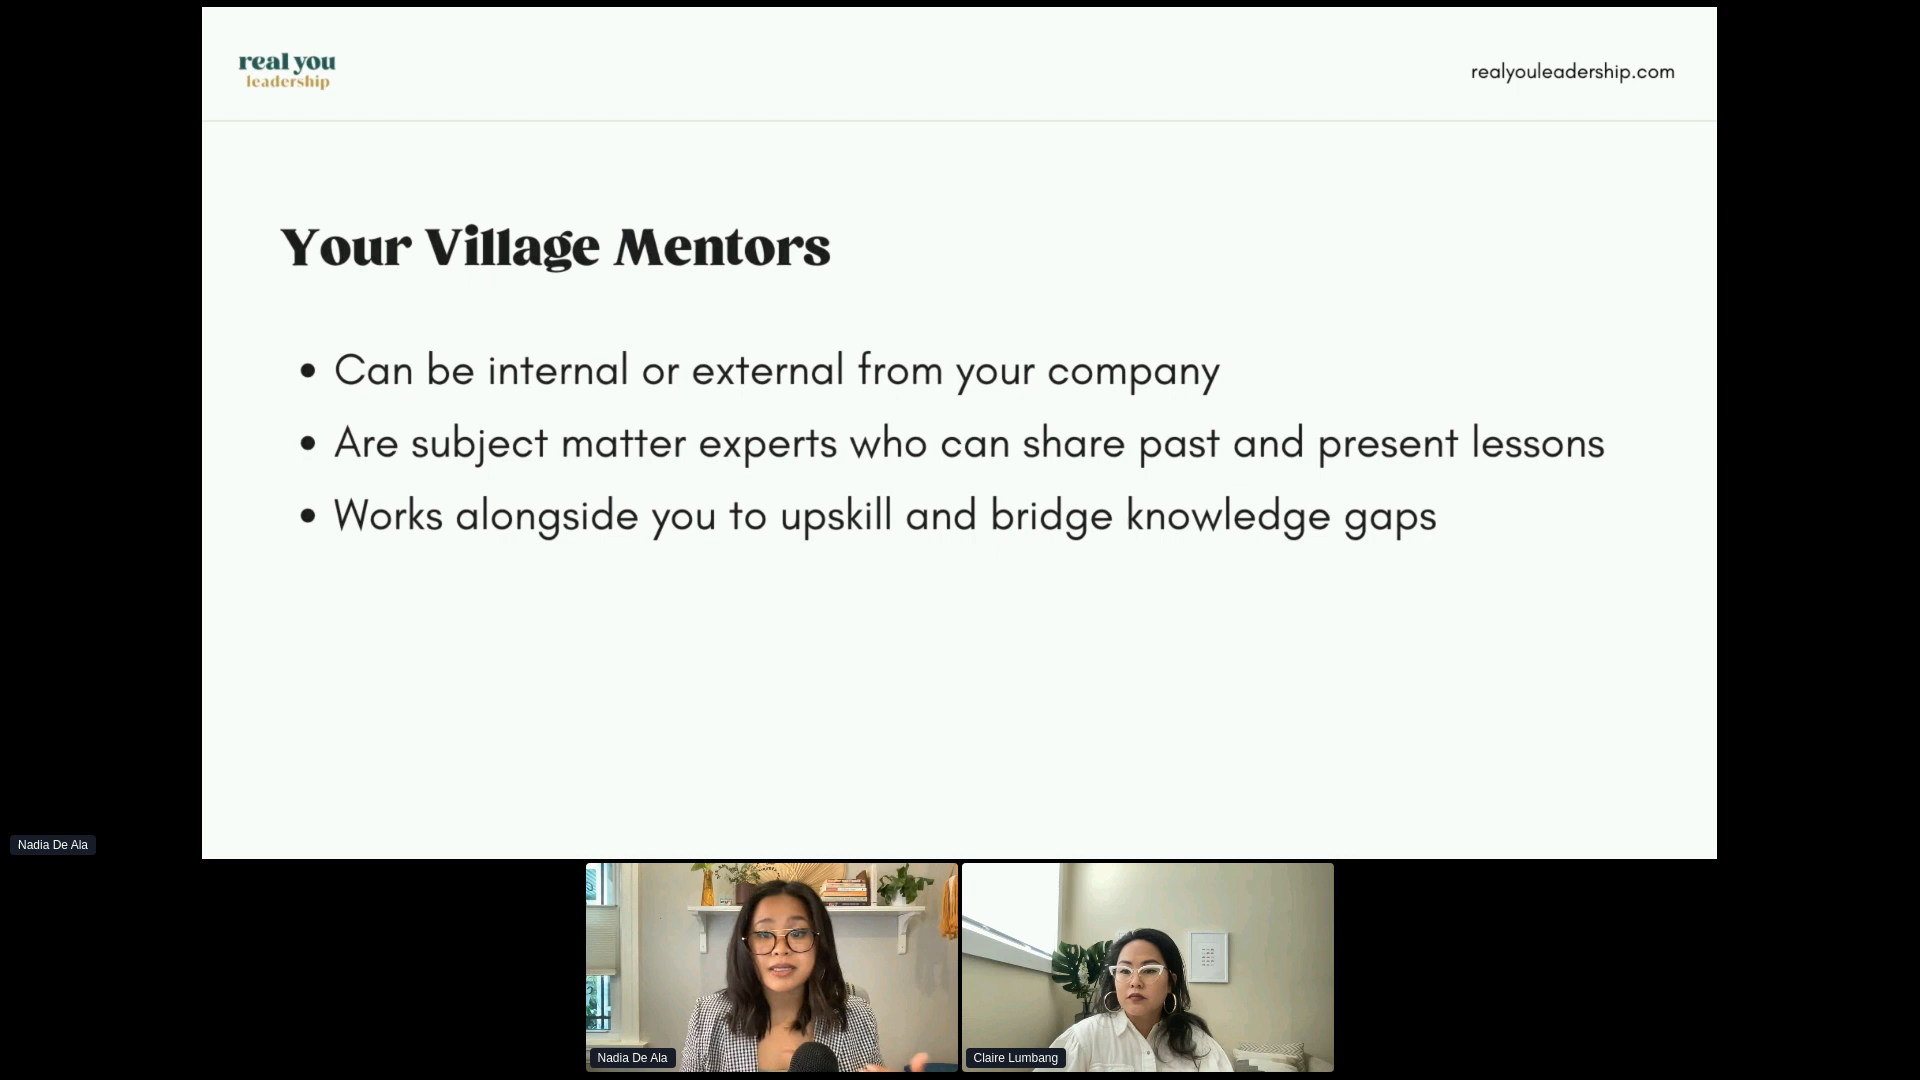 real you
leadership
realyouleadership.com
Your Village Mentors
• Can be internal or external from your company
• Are subject matter experts who can share past and present lessons
• Works alongside you to upskill and bridge knowledge gaps
Nadia De Ala
Nadia De Ala
Claire Lumbang